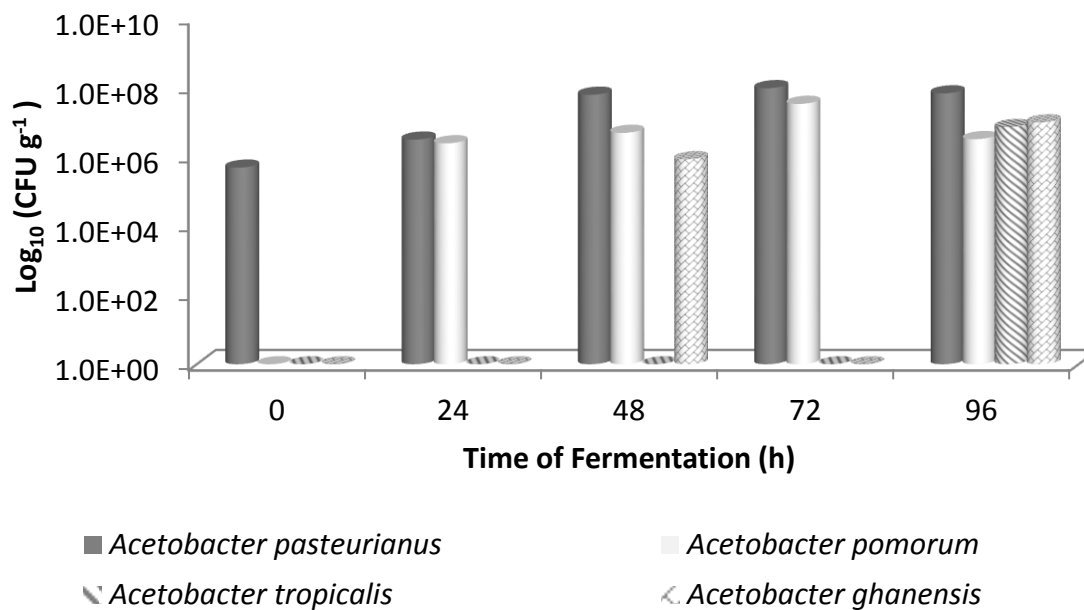 1.0E+10
1.0E+08
1.0E+06
1.0E+04
1.0E+02
1.0E+00
Log₁₀ (CFU g⁻¹ )
0 24 48 72 96
Time of Fermentation (h)
Acetobacter pasteurianus Acetobacter pomorum
Acetobacter tropicalis Acetobacter ghanensis